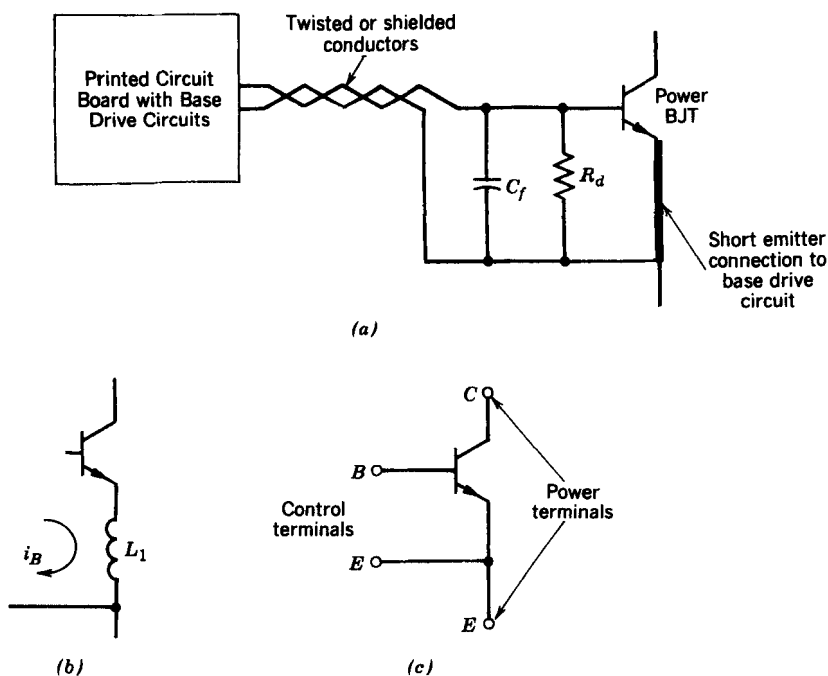 Twisted or shielded
conductors
Printed Circuit
Board with Base
Drive Circuits
Power
BJT
C_f
R_d
Short emitter
connection to
base drive
circuit
(a)
i_B
L_1
(b)
C
B
Control
terminals
Power
terminals
E
E
(c)